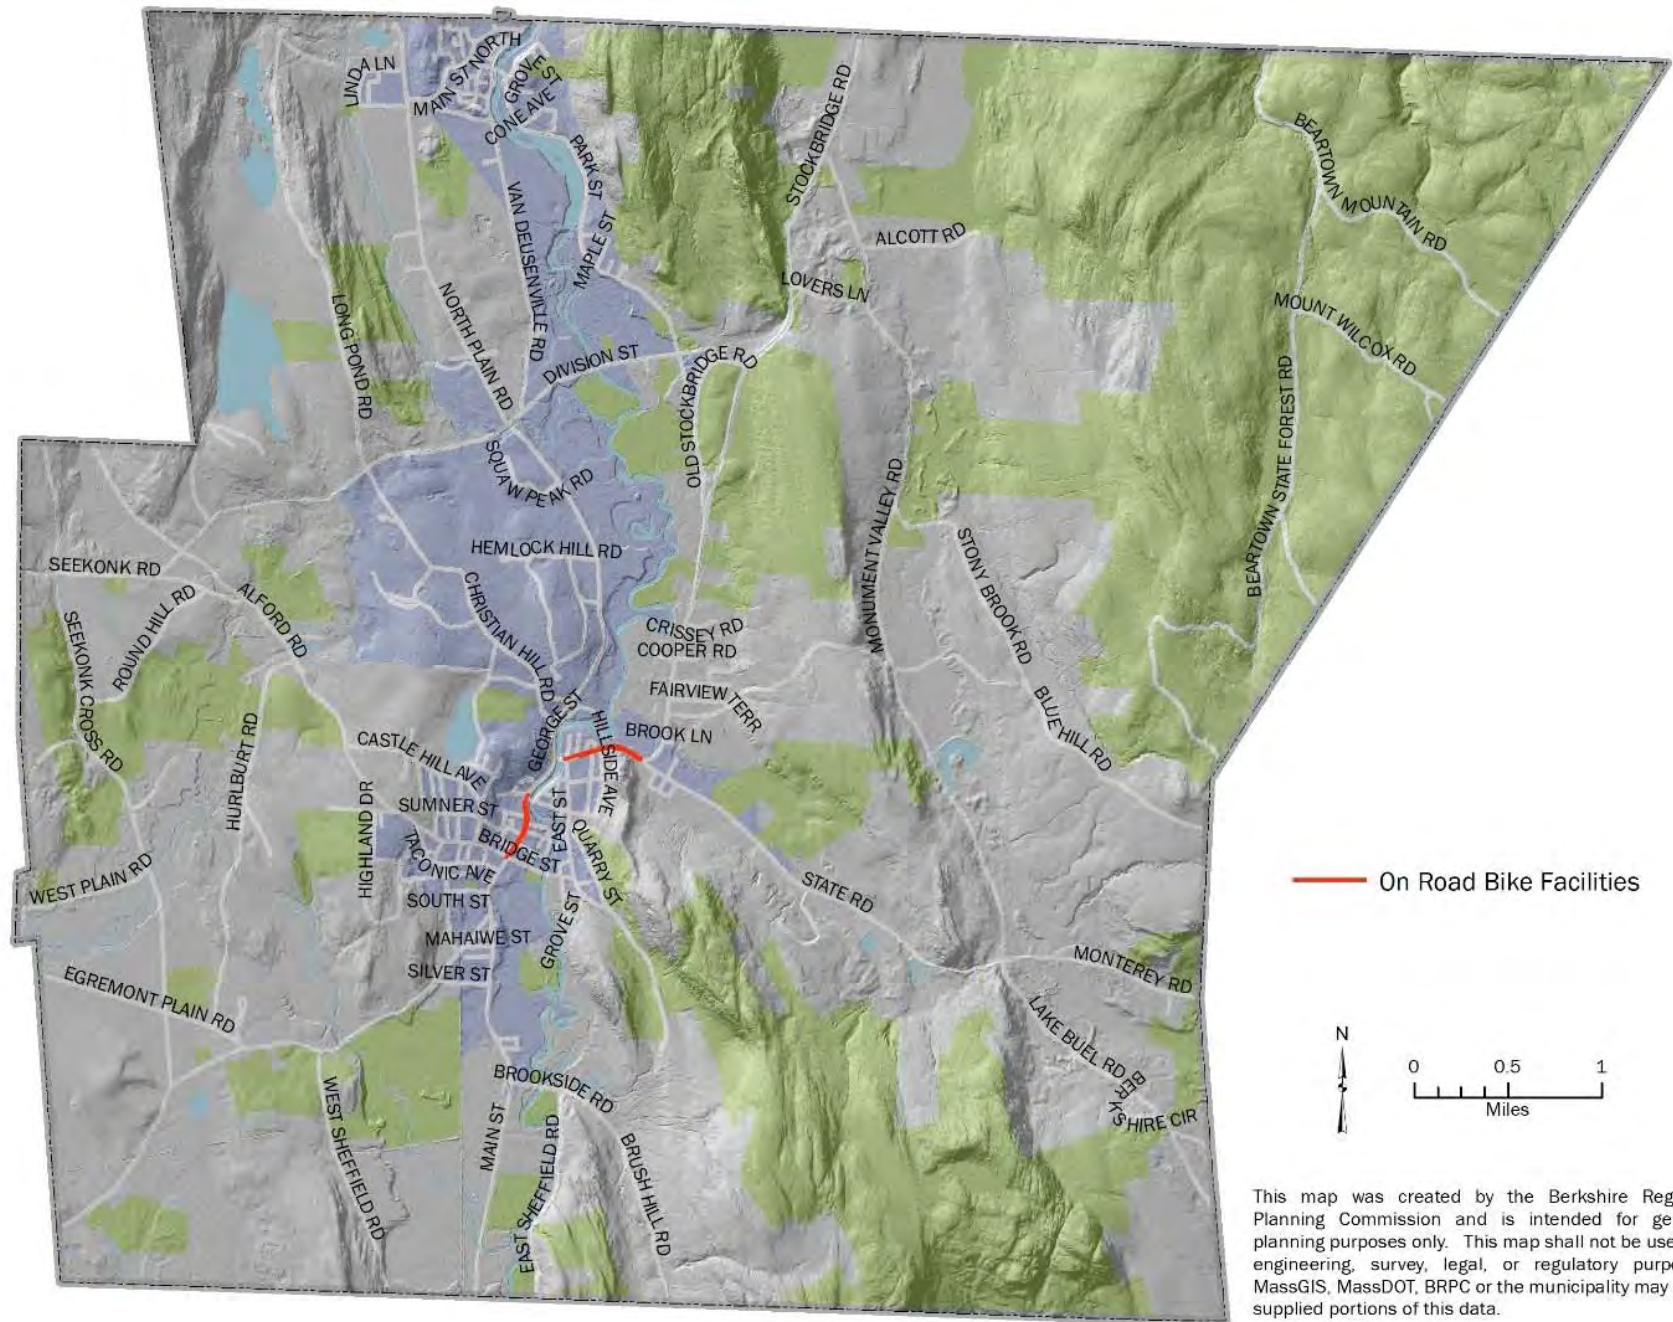 LINDA LN
MAIN ST NORTH
GROVE ST
CONE AVE
PARK ST
STOCKBRIDGE RD
BEARTOWN MOUNTAIN RD
VAN DEUSENVILLE RD
MAPLE ST
ALCOTT RD
LOVERS LN
LONG POND RD
NORTH PLAIN RD
MOUNT WILCOX RD
DIVISION ST
OLD STOCKBRIDGE RD
SQUAW PEAK RD
MONUMENT VALLEY RD
BEARTOWN STATE FOREST RD
HEMLOCK HILL RD
STONY BROOK RD
SEEKONK RD
ROUND HILL RD
ALFORD RD
CHRISTIAN HILL RD
SEEKONK CROSS RD
CRISSEY RD
COOPER RD
FAIRVIEW TERR
BLUE HILL RD
HURLBURT RD
GEORGE ST
HILLSIDE AVE
BROOK LN
CASTLE HILL AVE
HIGHLAND DR
SUMNER ST
EAST ST
BRIDGE ST
QUARRY ST
TACONIC AVE
WEST PLAIN RD
SOUTH ST
STATE RD
On Road Bike Facilities
MAHAIWE ST
GROVE ST
SILVER ST
MONTEREY RD
EGREMONT PLAIN RD
LAKE BUEL RD
BERKSHIRE CIR
N
0 0.5 1
Miles
BROOKSIDE RD
WEST SHEFFIELD RD
MAIN ST
EAST SHEFFIELD RD
BRUSH HILL RD
This map was created by the Berkshire Reg
Planning Commission and is intended for ge
planning purposes only. This map shall not be use
engineering, survey, legal, or regulatory purp
MassGIS, MassDOT, BRPC or the municipality may
supplied portions of this data.